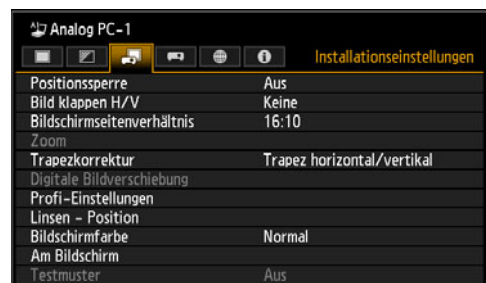 Analog PC-1
Installationseinstellungen
Positionssperre Aus
Bild klappen H/V Keine
Bildschirmseitenverhältnis 16:10
Zoom
Trapezkorrektur Trapez horizontal/vertikal
Digitale Bildverschiebung
Profi-Einstellungen
Linsen - Position
Bildschirmfarbe Normal
Am Bildschirm
Testmuster Aus